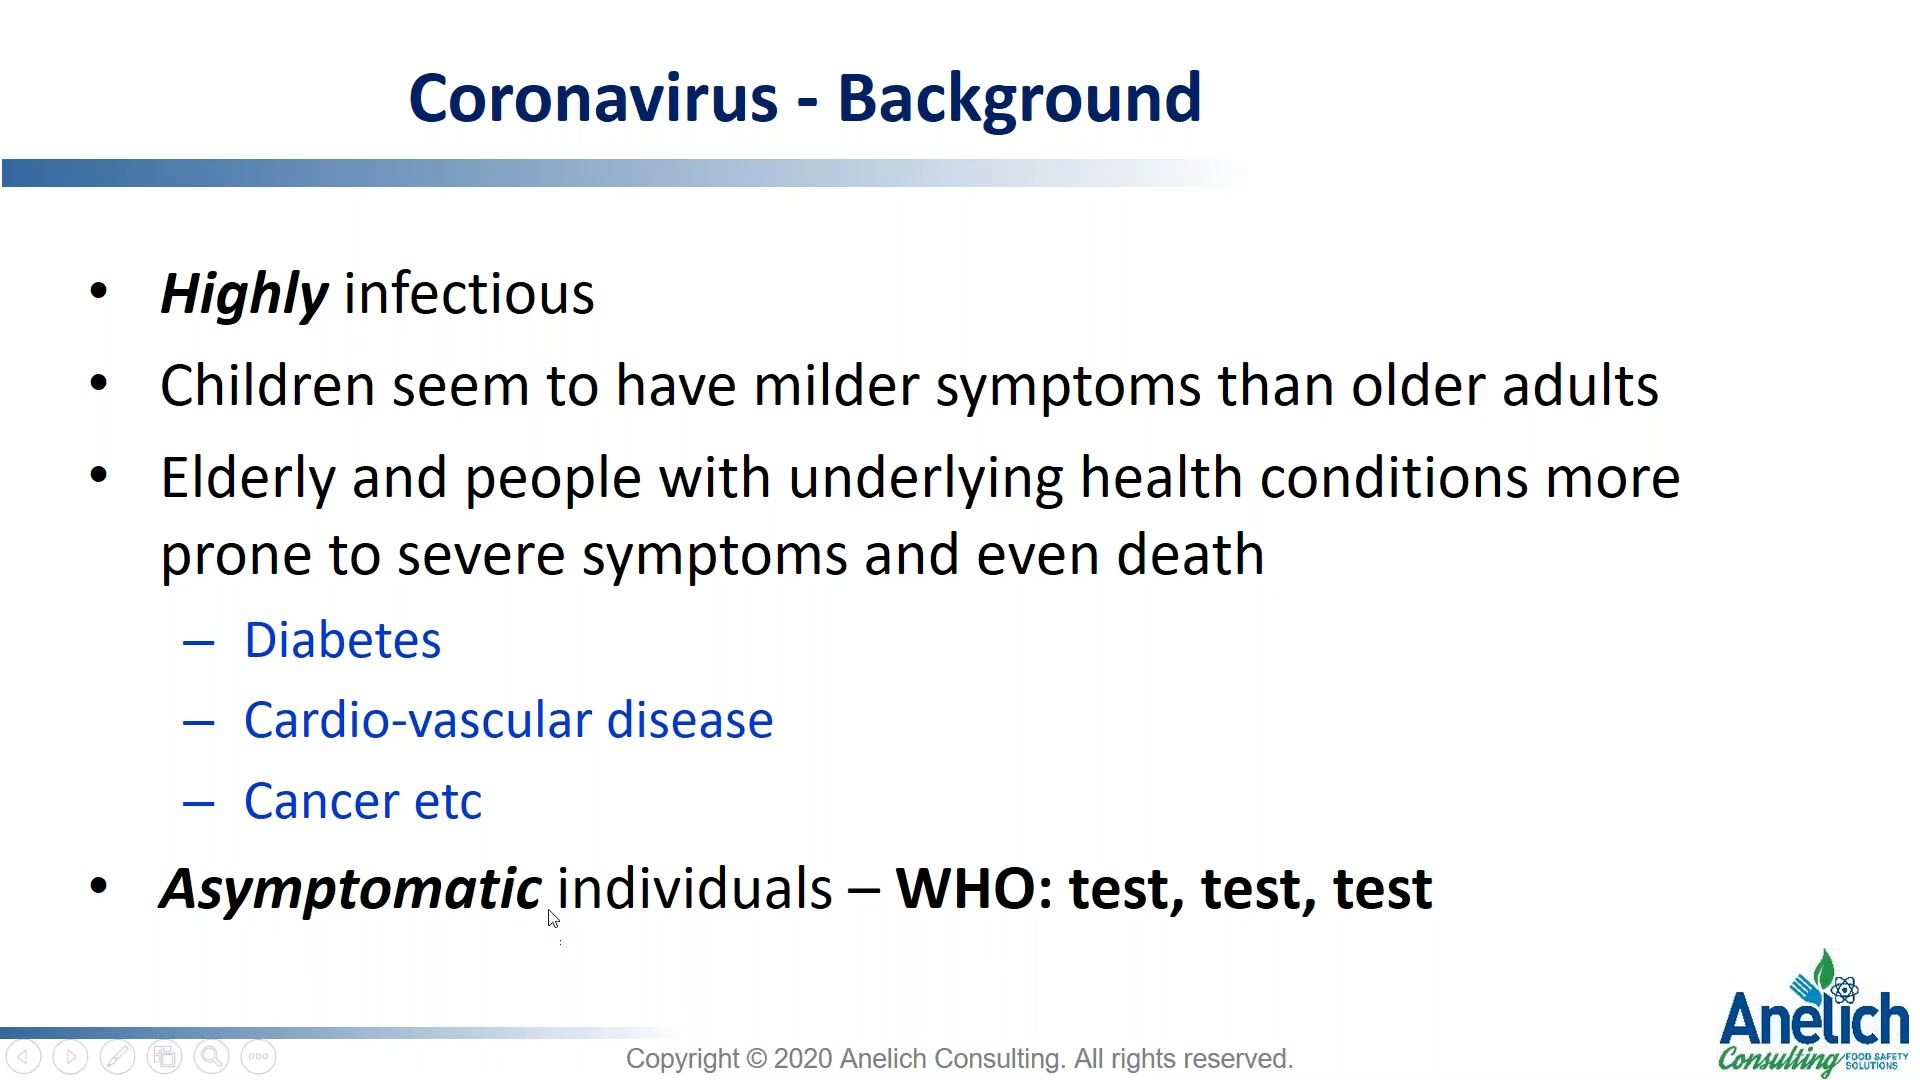 Coronavirus - Background
• Highly infectious
• Children seem to have milder symptoms than older adults
• Elderly and people with underlying health conditions more
prone to severe symptoms and even death
– Diabetes
– Cardio-vascular disease
– Cancer etc
• Asymptomatic individuals – WHO: test, test, test
Anelich
Consulting FOOD SAFETY
SOLUTIONS
Copyright © 2020 Anelich Consulting. All rights reserved.